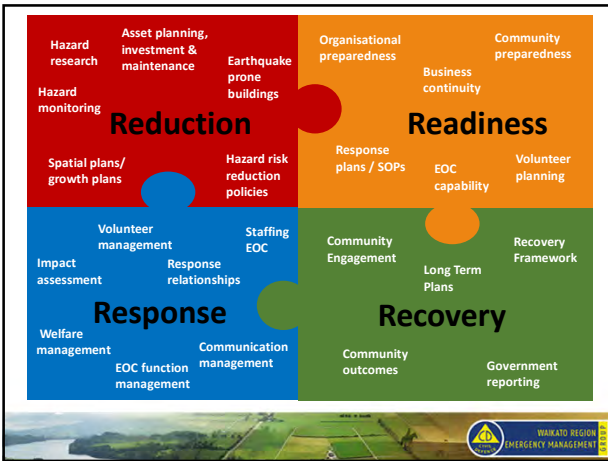 Hazard
research
Asset planning,
investment &
maintenance
Earthquake
prone
buildings
Hazard
monitoring
Reduction
Spatial plans/
growth plans
Hazard risk
reduction
policies
Organisational
preparedness
Community
preparedness
Business
continuity
Readiness
Response
plans / SOPs
EOC
capability
Volunteer
planning
Volunteer
management
Staffing
EOC
Impact
assessment
Response
relationships
Response
Welfare
management
EOC function
management
Communication
management
Community
Engagement
Recovery
Framework
Long Term
Plans
Recovery
Community
outcomes
Government
reporting
CIVIL
DEFENCE
WAIKATO REGION
EMERGENCY MANAGEMENT
GROUP